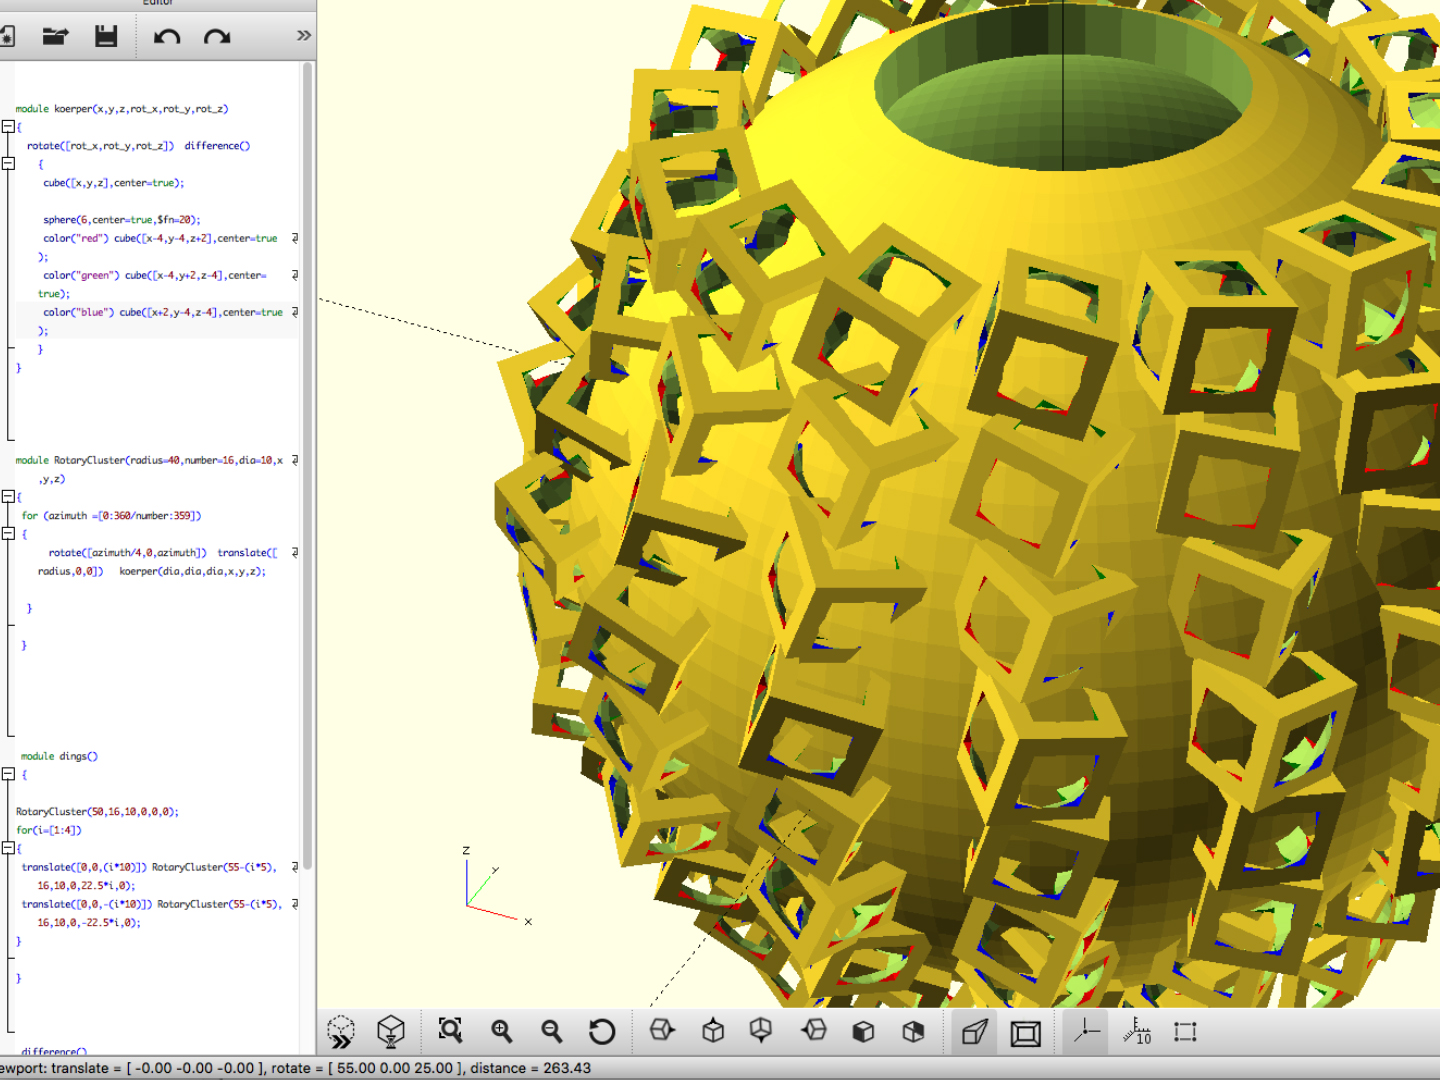 Editor
module koerper(x,y,z,rot_x,rot_y,rot_z)
{
rotate([rot_x,rot_y,rot_z]) difference()
{
cube([x,y,z],center=true);
sphere(6,center=true,$fn=20);
color("red") cube([x-4,y-4,z+2],center=true
);
color("green") cube([x-4,y+2,z-4],center=
true);
color("blue") cube([x+2,y-4,z-4],center=true
);
}
}
module RotaryCluster(radius=40,number=16,dia=10,x
,y,z)
{
for (azimuth =[0:360/number:359])
{
rotate([azimuth/4,0,azimuth]) translate([
radius,0,0]) koerper(dia,dia,dia,x,y,z);
}
}
module dings()
{
RotaryCluster(50,16,10,0,0,0);
for(i=[1:4])
{
translate([0,0,(i*10)]) RotaryCluster(55-(i*5),
16,10,0,22.5*i,0);
translate([0,0,-(i*10)]) RotaryCluster(55-(i*5),
16,10,0,-22.5*i,0);
}
}
difference()
z
y
x
10
ewport: translate = [ -0.00 -0.00 -0.00 ], rotate = [ 55.00 0.00 25.00 ], distance = 263.43